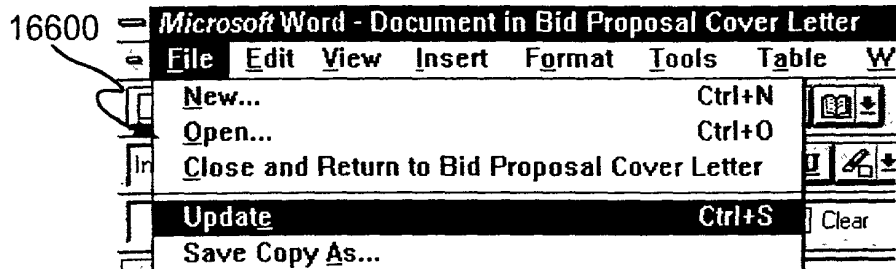 16600
Microsoft Word - Document in Bid Proposal Cover Letter
File Edit View Insert Format Tools Table W
New... Ctrl+N
Open... Ctrl+O
In Close and Return to Bid Proposal Cover Letter U
Update Ctrl+S Clear
Save Copy As...